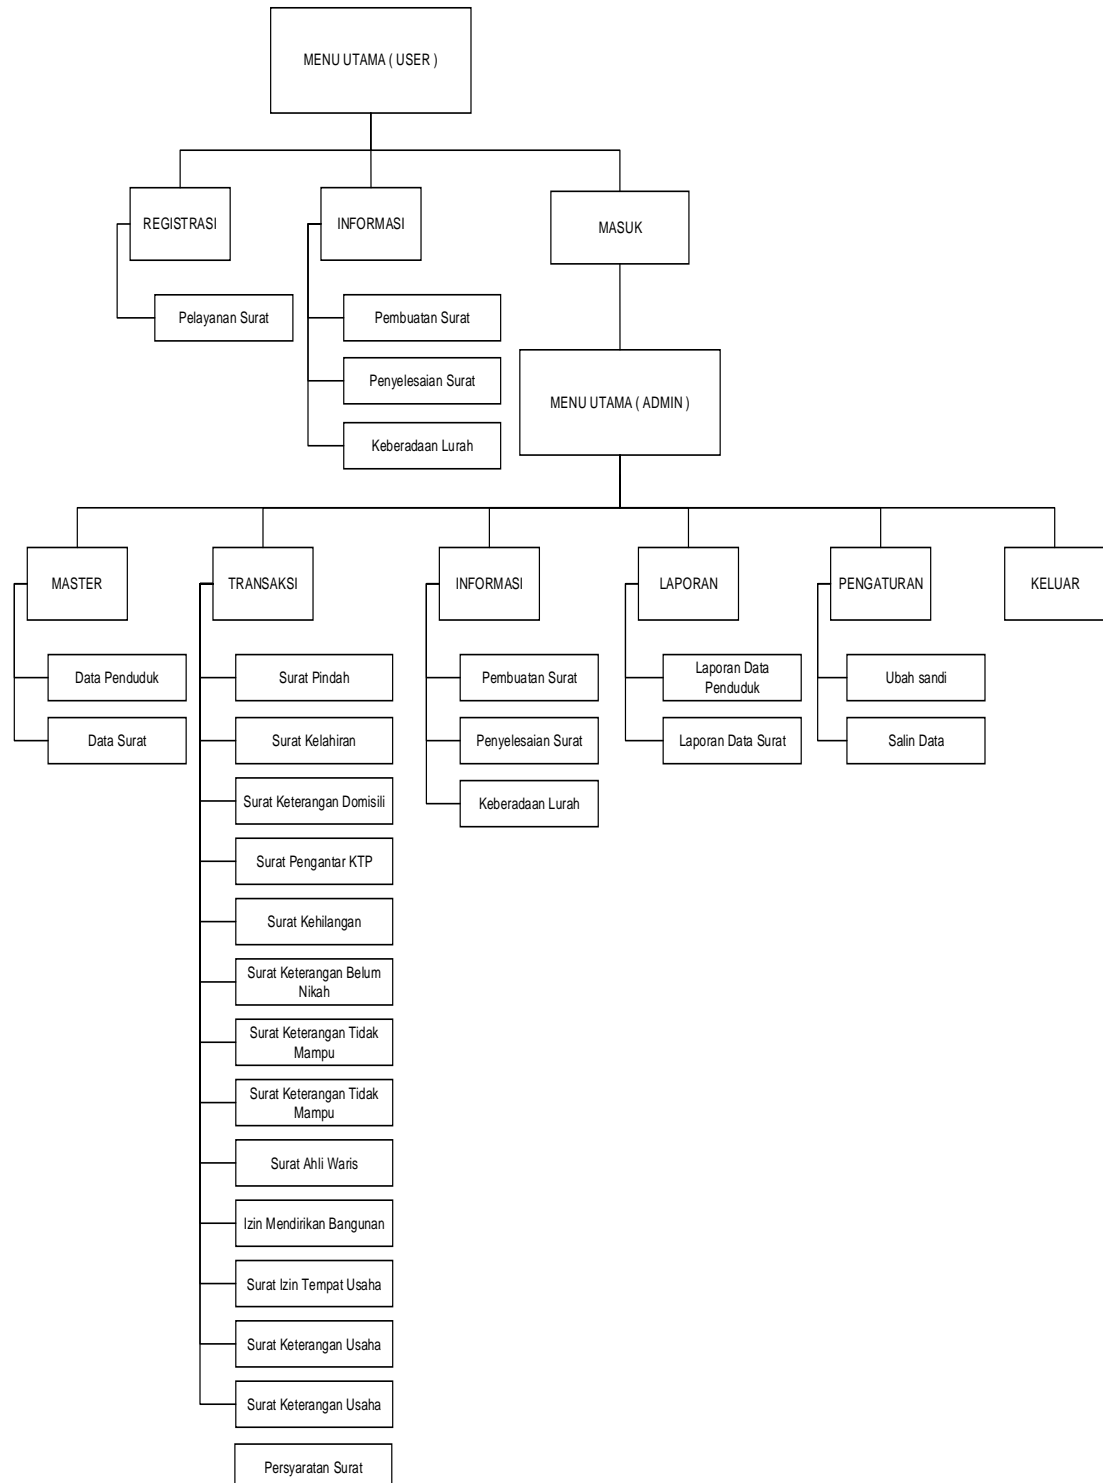 MENU UTAMA ( USER )
REGISTRASI
INFORMASI
MASUK
Pelayanan Surat
Pembuatan Surat
Penyelesaian Surat
Keberadaan Lurah
MENU UTAMA ( ADMIN )
MASTER
TRANSAKSI
INFORMASI
LAPORAN
PENGATURAN
KELUAR
Data Penduduk
Data Surat
Surat Pindah
Surat Kelahiran
Surat Keterangan Domisili
Surat Pengantar KTP
Surat Kehilangan
Surat Keterangan Belum
Nikah
Surat Keterangan Tidak
Mampu
Surat Keterangan Tidak
Mampu
Surat Ahli Waris
Izin Mendirikan Bangunan
Surat Izin Tempat Usaha
Surat Keterangan Usaha
Surat Keterangan Usaha
Persyaratan Surat
Pembuatan Surat
Penyelesaian Surat
Keberadaan Lurah
Laporan Data
Penduduk
Laporan Data Surat
Ubah sandi
Salin Data